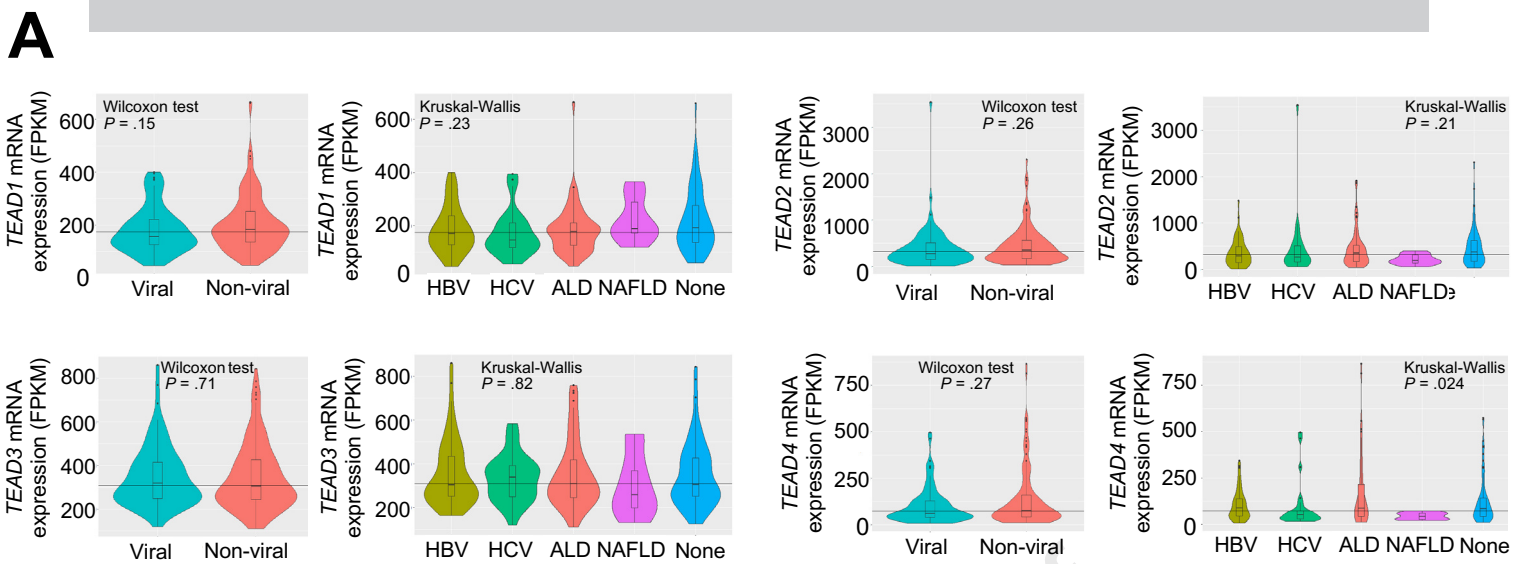 A
TEAD1 mRNA
expression (FPKM)
600
400
200
0
Wilcoxon test
P = .15
Viral
Non-viral
TEAD1 mRNA
expression (FPKM)
600
400
200
0
Kruskal-Wallis
P = .23
HBV
HCV
ALD
NAFLD
None
TEAD2 mRNA
expression (FPKM)
3000
2000
1000
0
Wilcoxon test
P = .26
Viral
Non-viral
TEAD2 mRNA
expression (FPKM)
3000
2000
1000
0
Kruskal-Wallis
P = .21
HBV
HCV
ALD
NAFLD
TEAD3 mRNA
expression (FPKM)
800
600
400
200
Wilcoxon test
P = .71
Viral
Non-viral
TEAD3 mRNA
expression (FPKM)
800
600
400
200
Kruskal-Wallis
P = .82
HBV
HCV
ALD
NAFLD
None
TEAD4 mRNA
expression (FPKM)
750
500
250
0
Wilcoxon test
P = .27
Viral
Non-viral
TEAD4 mRNA
expression (FPKM)
750
500
250
0
Kruskal-Wallis
P = .024
HBV
HCV
ALD
NAFLD
None